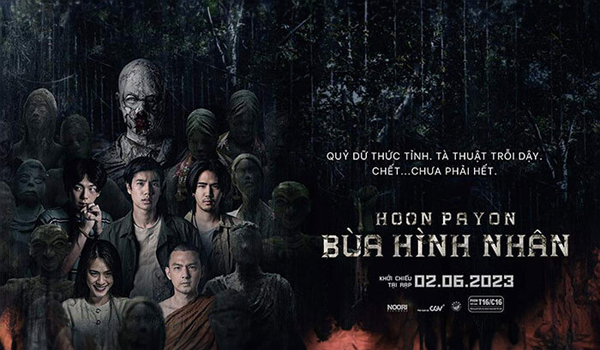 QUỶ DỮ THỨC TỈNH. TÀ THUẬT TRỖI DẬY.
CHẾT...CHƯA PHẢI HẾT.
HOON PAYON
BÙA HÌNH NHÂN
KHỞI CHIẾU
TẠI RẠP 02.06.2023
NOORI CGV T16/C16